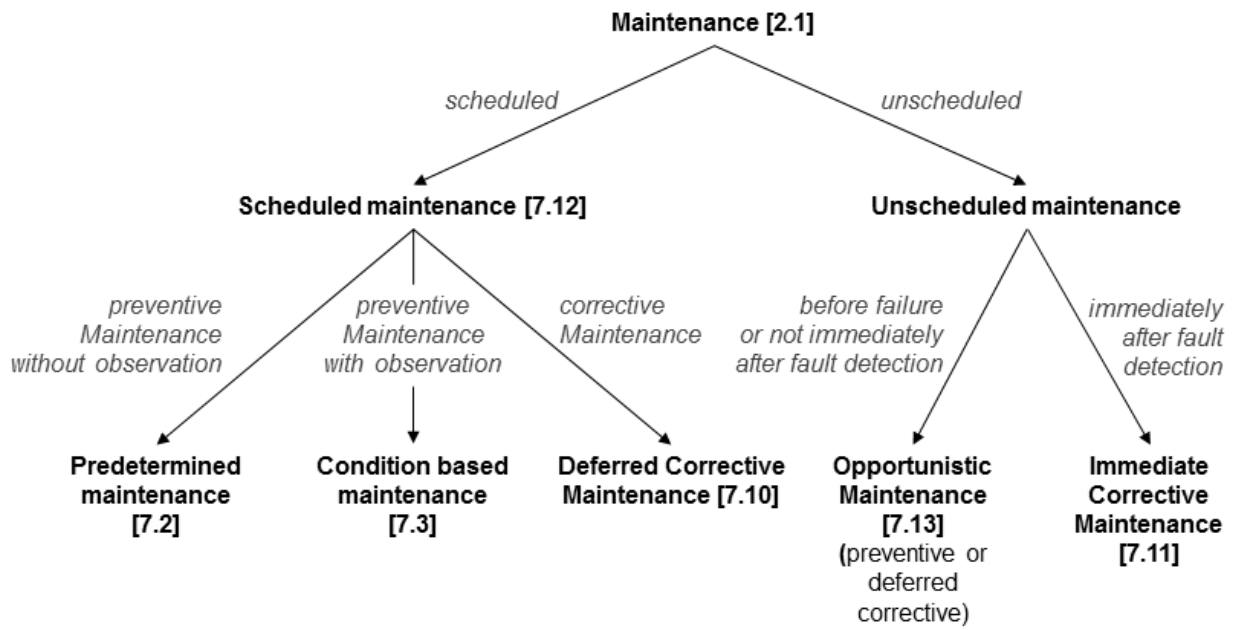 Maintenance [2.1]
scheduled
unscheduled
Scheduled maintenance [7.12]
Unscheduled maintenance
preventive
Maintenance
without observation
preventive
Maintenance
with observation
corrective
Maintenance
before failure
or not immediately
after fault detection
immediately
after fault
detection
Predetermined
maintenance
[7.2]
Condition based
maintenance
[7.3]
Deferred Corrective
Maintenance [7.10]
Opportunistic
Maintenance
[7.13]
(preventive or
deferred
corrective)
Immediate
Corrective
Maintenance
[7.11]